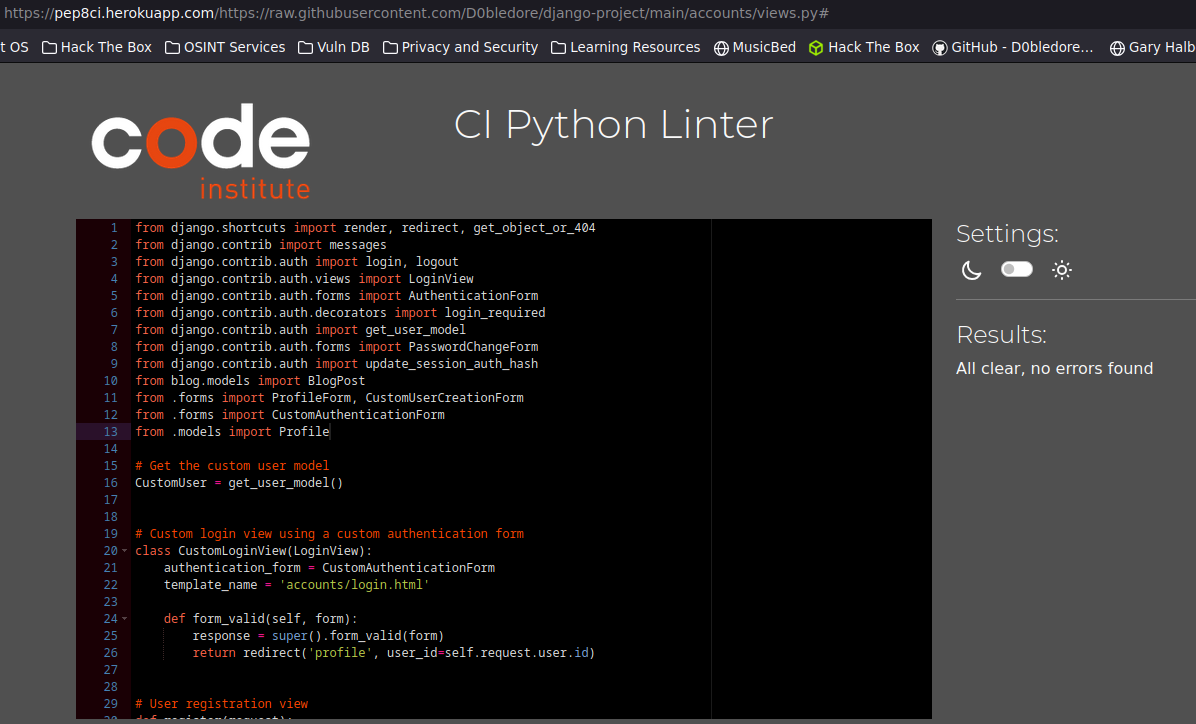 https://pep8ci.herokuapp.com/https://raw.githubusercontent.com/D0bledore/django-project/main/accounts/views.py#
t OS Hack The Box OSINT Services Vuln DB Privacy and Security Learning Resources MusicBed Hack The Box GitHub - D0bledore... Gary Halb
code
institute
CI Python Linter
1 from django.shortcuts import render, redirect, get_object_or_404
2 from django.contrib import messages
3 from django.contrib.auth import login, logout
4 from django.contrib.auth.views import LoginView
5 from django.contrib.auth.forms import AuthenticationForm
6 from django.contrib.auth.decorators import login_required
7 from django.contrib.auth import get_user_model
8 from django.contrib.auth.forms import PasswordChangeForm
9 from django.contrib.auth import update_session_auth_hash
10 from blog.models import BlogPost
11 from .forms import ProfileForm, CustomUserCreationForm
12 from .forms import CustomAuthenticationForm
13 from .models import Profile
14
15 # Get the custom user model
16 CustomUser = get_user_model()
17
18
19 # Custom login view using a custom authentication form
20 class CustomLoginView(LoginView):
21     authentication_form = CustomAuthenticationForm
22     template_name = 'accounts/login.html'
23
24     def form_valid(self, form):
25         response = super().form_valid(form)
26         return redirect('profile', user_id=self.request.user.id)
27
28
29 # User registration view
30 def register(request):
Settings:
Results:
All clear, no errors found